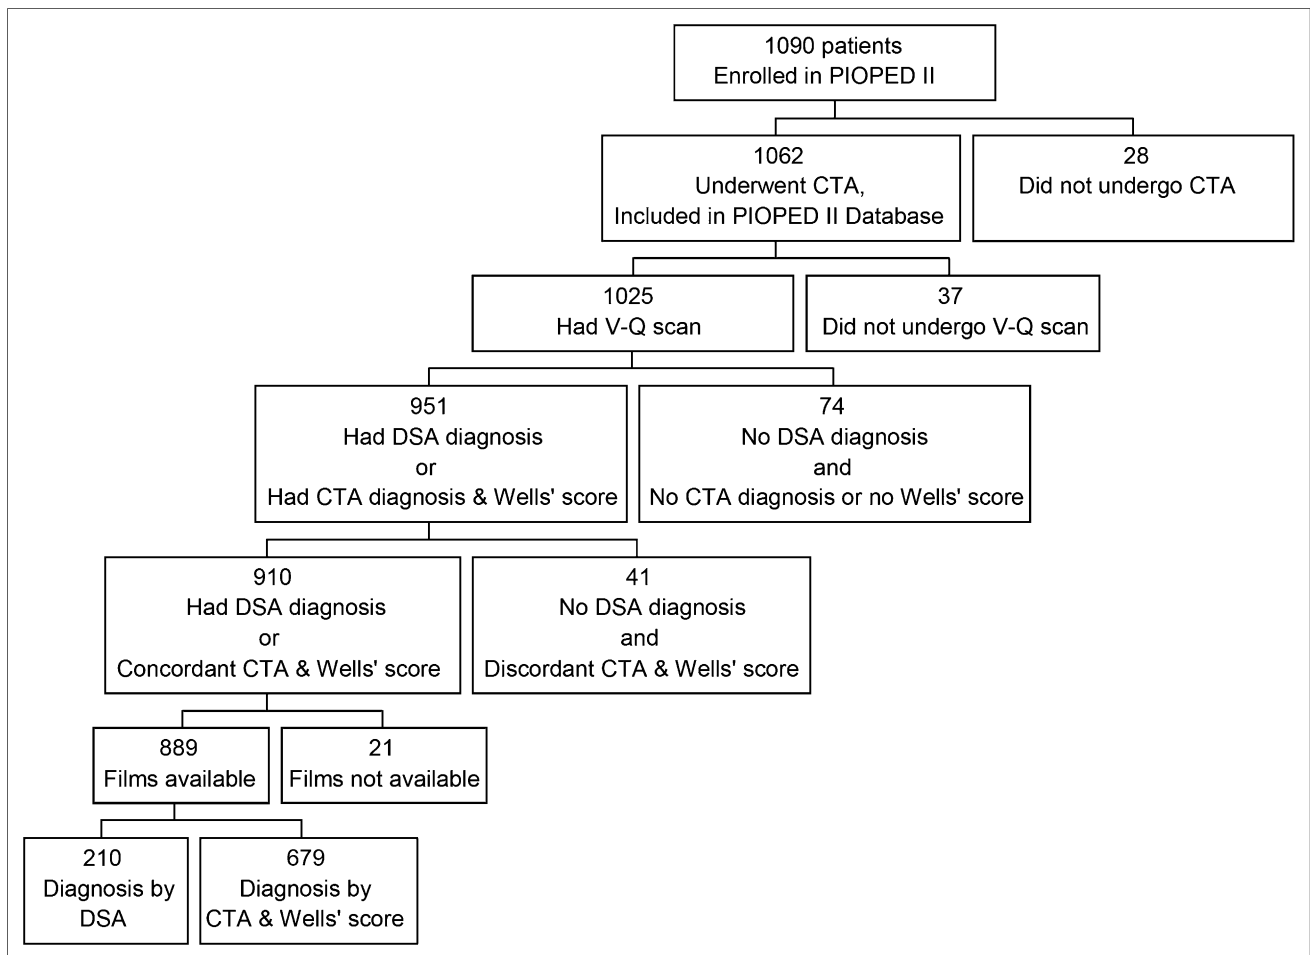 1090 patients
Enrolled in PIOPED II
1062
Underwent CTA,
Included in PIOPED II Database
28
Did not undergo CTA
1025
Had V-Q scan
37
Did not undergo V-Q scan
951
Had DSA diagnosis
or
Had CTA diagnosis & Wells' score
74
No DSA diagnosis
and
No CTA diagnosis or no Wells' score
910
Had DSA diagnosis
or
Concordant CTA & Wells' score
41
No DSA diagnosis
and
Discordant CTA & Wells' score
889
Films available
21
Films not available
210
Diagnosis by
DSA
679
Diagnosis by
CTA & Wells' score